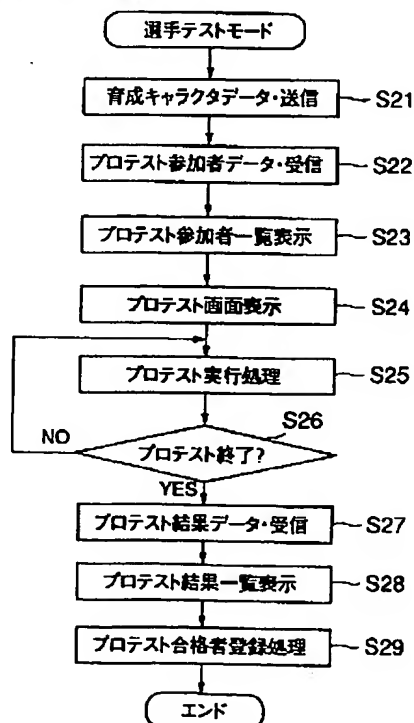 選手テストモード
育成キャラクタデータ・送信
S21
プロテスト参加者データ・受信
S22
プロテスト参加者一覧表示
S23
プロテスト画面表示
S24
プロテスト実行処理
S25
S26
プロテスト終了?
NO
YES
プロテスト結果データ・受信
S27
プロテスト結果一覧表示
S28
プロテスト合格者登録処理
S29
エンド